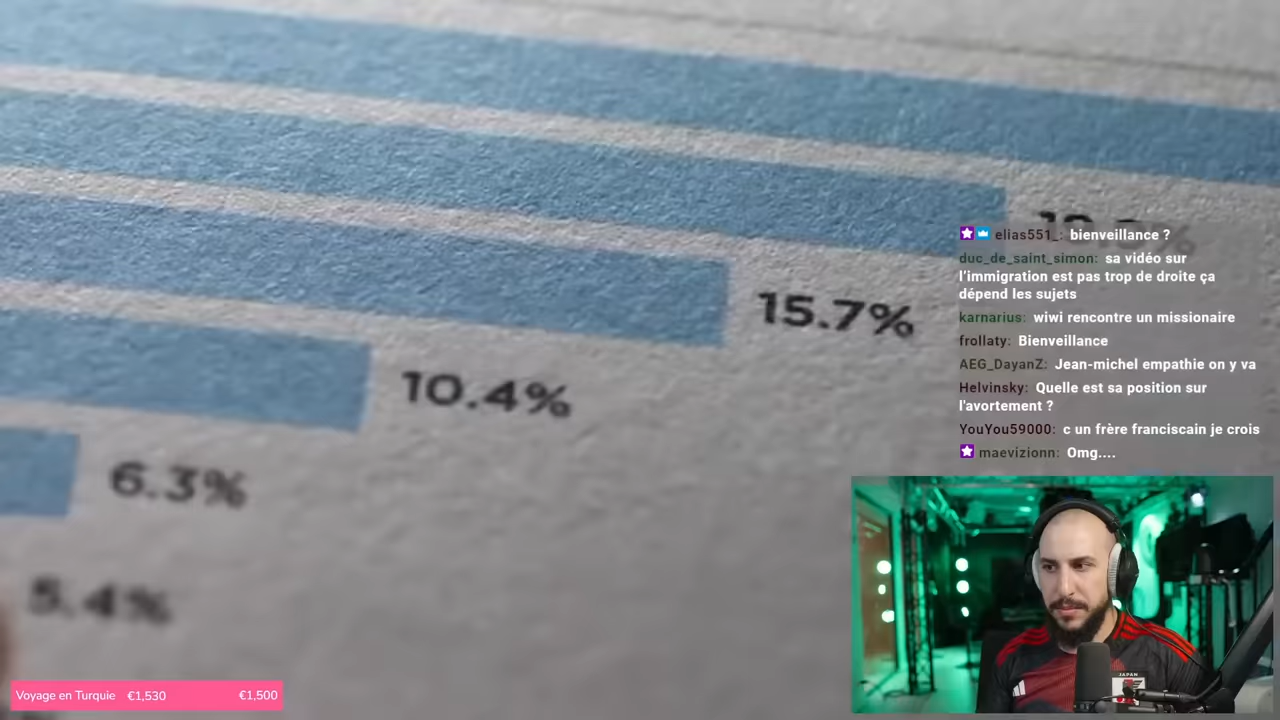 elias551_: bienveillance ?
duc_de_saint_simon: sa vidéo sur
l'immigration est pas trop de droite ça
dépend les sujets
15.7%
karnarius: wiwi rencontre un missionaire
frollaty: Bienveillance
AEG_DayanZ: Jean-michel empathie on y va
10.4%
Helvinsky: Quelle est sa position sur
l'avortement ?
YouYou59000: c un frère franciscain je crois
maevizionn: Omg....
6.3%
5.4%
JAPAN
Voyage en Turquie €1,530 €1,500